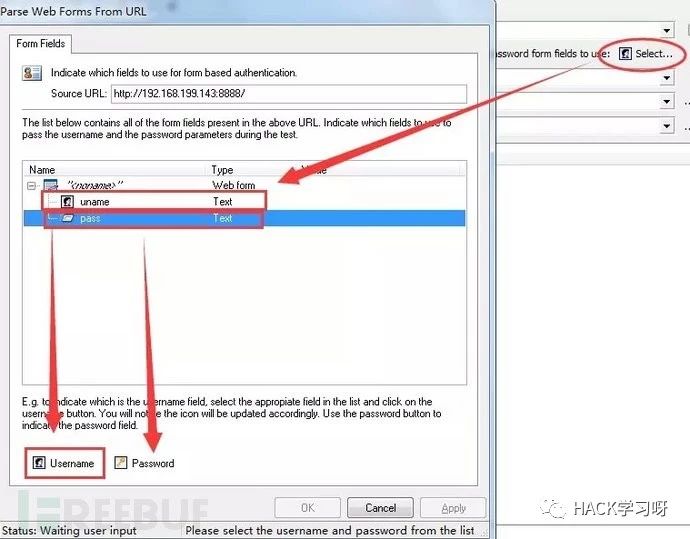 Parse Web Forms From URL
Form Fields
Indicate which fields to use for form based authentication.
Source URL: http://192.168.199.143:8888/
The list below contains all of the form fields present in the above URL. Indicate which fields to use to
pass the username and the password parameters during the test.
Name Type
"<noname>" Web form
uname Text
pass Text
E.g. to indicate which is the username field, select the appropiate field in the list and click on the
username button. You will notice the icon will be updated accordingly. Use the password button to
indicate the password field.
Username Password
OK Cancel Apply
Status: Waiting user input Please select the username and password from the list
form fields to use: Select...
FREEBUF
HACK学习呀